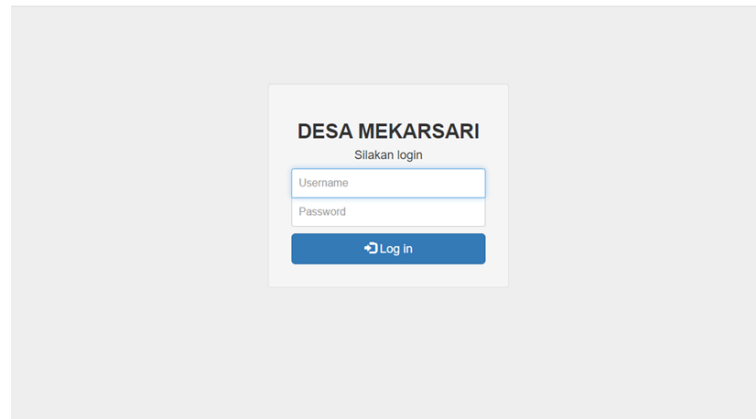 DESA MEKARSARI
Silakan login
Username
Password
Log in